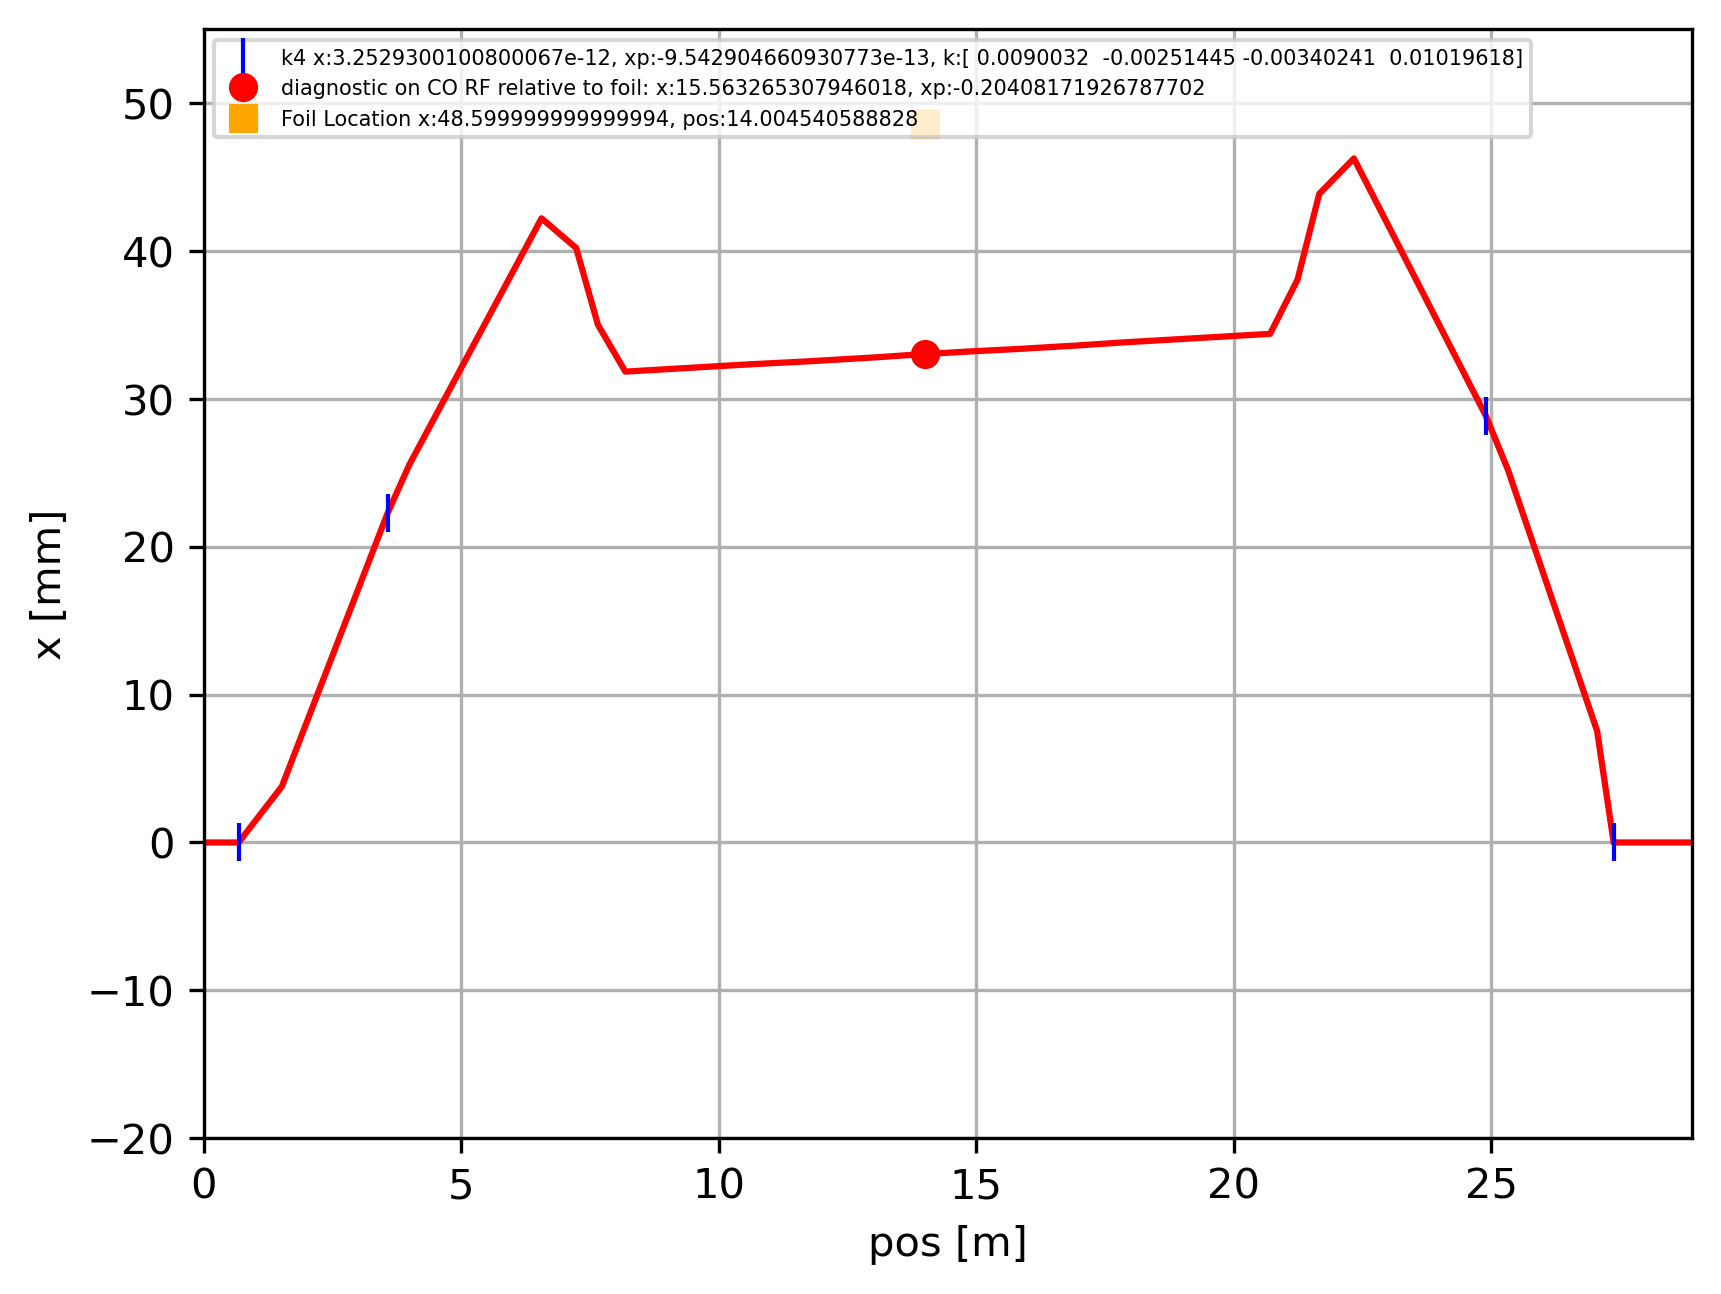 k4 x:3.2529300100800067e-12, xp:-9.542904660930773e-13, k:[ 0.0090032  -0.00251445 -0.00340241  0.01019618]
diagnostic on CO RF relative to foil: x:15.563265307946018, xp:-0.20408171926787702
Foil Location x:48.599999999999994, pos:14.004540588828
50
40
30
20
10
0
−10
−20
x [mm]
0 5 10 15 20 25
pos [m]